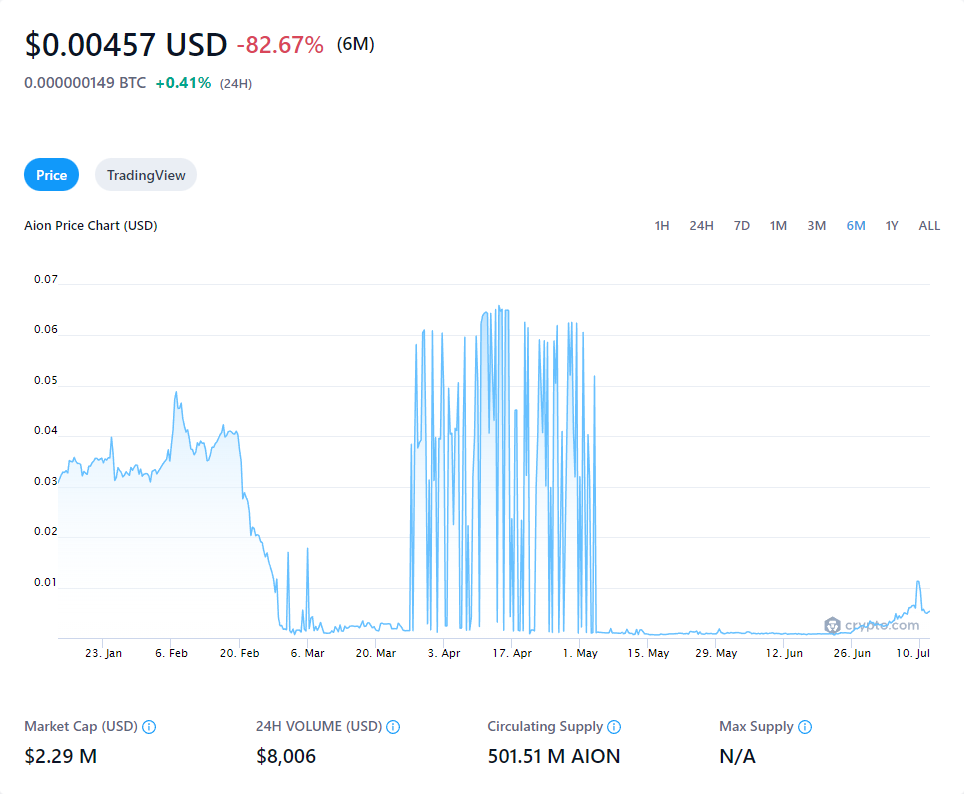 $0.00457 USD -82.67% (6M)
0.000000149 BTC +0.41% (24H)
Price TradingView
Aion Price Chart (USD) 1H 24H 7D 1M 3M 6M 1Y ALL
0.07
0.06
0.05
0.04
0.03
0.02
0.01
crypto.com
23. Jan 6. Feb 20. Feb 6. Mar 20. Mar 3. Apr 17. Apr 1. May 15. May 29. May 12. Jun 26. Jun 10. Jul
Market Cap (USD) 24H VOLUME (USD) Circulating Supply Max Supply
$2.29 M $8,006 501.51 M AION N/A